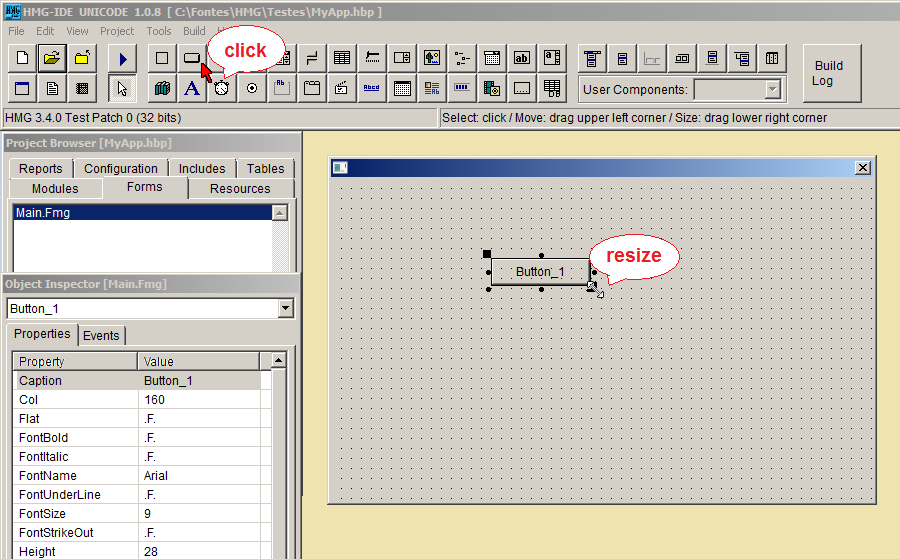 HMG-IDE UNICODE 1.0.8 [ C:\Fontes\HMG\Testes\MyApp.hbp ]
File Edit View Project Tools Build
click
Build
Log
User Components:
HMG 3.4.0 Test Patch 0 (32 bits)
Select: click / Move: drag upper left corner / Size: drag lower right corner
Project Browser [MyApp.hbp]
Reports Configuration Includes Tables
Modules Forms Resources
Main.Fmg
Object Inspector [Main.Fmg]
Button_1
Properties Events
Property Value
Caption Button_1
Col 160
Flat .F.
FontBold .F.
FontItalic .F.
FontName Arial
FontUnderLine .F.
FontSize 9
FontStrikeOut .F.
Height 28
Button_1
resize